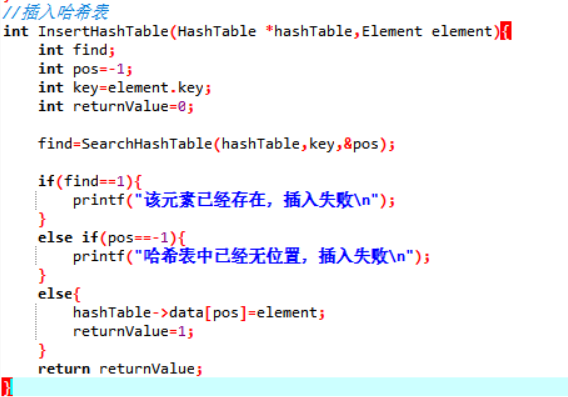 //插入哈希表
int InsertHashTable(HashTable *hashTable,Element element){
    int find;
    int pos=-1;
    int key=element.key;
    int returnValue=0;

    find=SearchHashTable(hashTable,key,&pos);

    if(find==1){
        printf("该元素已经存在，插入失败\n");
    }
    else if(pos==-1){
        printf("哈希表中已经无位置，插入失败\n");
    }
    else{
        hashTable->data[pos]=element;
        returnValue=1;
    }
    return returnValue;
}